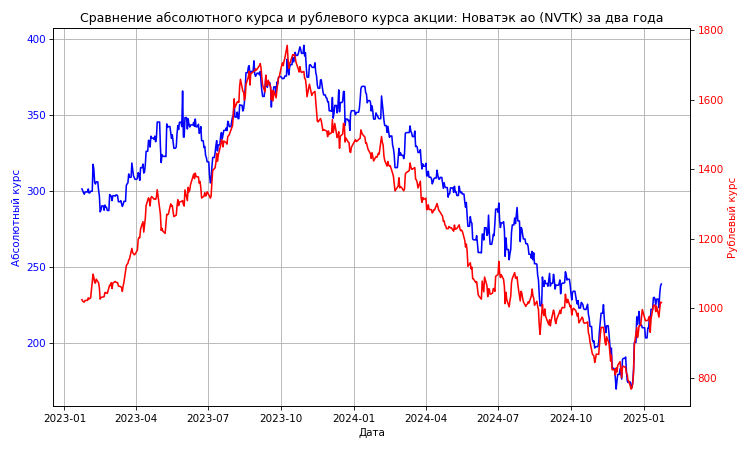 Сравнение абсолютного курса и рублевого курса акции: Новатэк ао (NVTK) за два года
Абсолютный курс
400
350
300
250
200
1800
1600
1400
1200
1000
800
Рублевый курс
2023-01 2023-04 2023-07 2023-10 2024-01 2024-04 2024-07 2024-10 2025-01
Дата